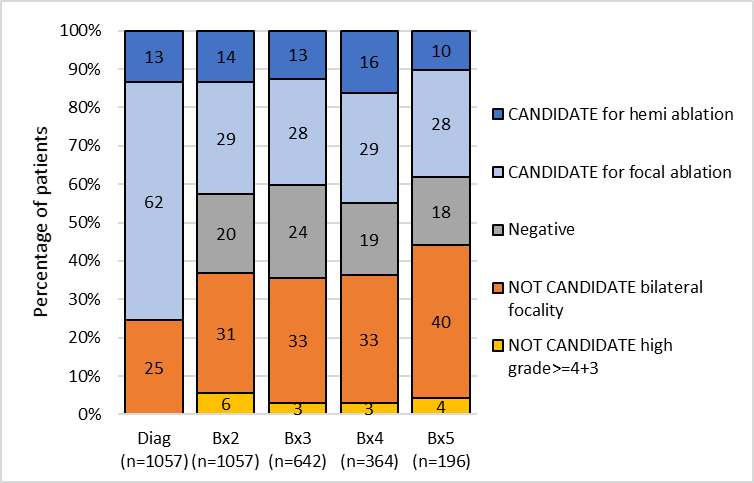 100%
90%
80%
70%
60%
50%
40%
30%
20%
10%
0%
Percentage of patients
13 14 13 16 10
62 29 28 29 28
20 24 19 18
25 31 33 33 40
6 3 3 4
Diag Bx2 Bx3 Bx4 Bx5
(n=1057) (n=1057) (n=642) (n=364) (n=196)
CANDIDATE for hemi ablation
CANDIDATE for focal ablation
Negative
NOT CANDIDATE bilateral
focality
NOT CANDIDATE high
grade>=4+3